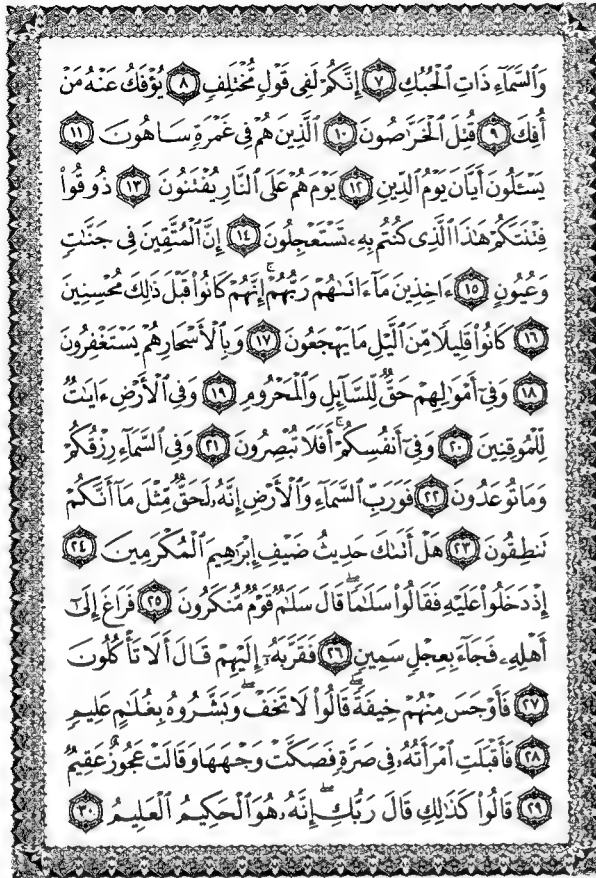 وَٱلسَّمَآءِ ذَاتِ ٱلْحُبُكِ ٧ إِنَّكُمْ لَفِى قَوْلٍ مُّخْتَلِفٍ ٨ يُؤْفَكُ عَنْهُ مَنْ
أُفِكَ ٩ قُتِلَ ٱلْخَرَّٰصُونَ ١٠ ٱلَّذِينَ هُمْ فِى غَمْرَةٍ سَاهُونَ ١١
يَسْـَٔلُونَ أَيَّانَ يَوْمُ ٱلدِّينِ ١٢ يَوْمَ هُمْ عَلَى ٱلنَّارِ يُفْتَنُونَ ١٣ ذُوقُوا۟
فِتْنَتَكُمْ هَٰذَا ٱلَّذِى كُنتُم بِهِۦ تَسْتَعْجِلُونَ ١٤ إِنَّ ٱلْمُتَّقِينَ فِى جَنَّٰتٍ
وَعُيُونٍ ١٥ ءَاخِذِينَ مَآ ءَاتَىٰهُمْ رَبُّهُمْ ۚ إِنَّهُمْ كَانُوا۟ قَبْلَ ذَٰلِكَ مُحْسِنِينَ
١٦ كَانُوا۟ قَلِيلًا مِّنَ ٱلَّيْلِ مَا يَهْجَعُونَ ١٧ وَبِٱلْأَسْحَارِ هُمْ يَسْتَغْفِرُونَ
١٨ وَفِىٓ أَمْوَٰلِهِمْ حَقٌّ لِّلسَّآئِلِ وَٱلْمَحْرُومِ ١٩ وَفِى ٱلْأَرْضِ ءَايَٰتٌ
لِّلْمُوقِنِينَ ٢٠ وَفِىٓ أَنفُسِكُمْ ۚ أَفَلَا تُبْصِرُونَ ٢١ وَفِى ٱلسَّمَآءِ رِزْقُكُمْ
وَمَا تُوعَدُونَ ٢٢ فَوَرَبِّ ٱلسَّمَآءِ وَٱلْأَرْضِ إِنَّهُۥ لَحَقٌّ مِّثْلَ مَآ أَنَّكُمْ
تَنطِقُونَ ٢٣ هَلْ أَتَىٰكَ حَدِيثُ ضَيْفِ إِبْرَٰهِيمَ ٱلْمُكْرَمِينَ ٢٤
إِذْ دَخَلُوا۟ عَلَيْهِ فَقَالُوا۟ سَلَٰمًا ۖ قَالَ سَلَٰمٌ قَوْمٌ مُّنكَرُونَ ٢٥ فَرَاغَ إِلَىٰٓ
أَهْلِهِۦ فَجَآءَ بِعِجْلٍ سَمِينٍ ٢٦ فَقَرَّبَهُۥٓ إِلَيْهِمْ قَالَ أَلَا تَأْكُلُونَ
٢٧ فَأَوْجَسَ مِنْهُمْ خِيفَةً ۖ قَالُوا۟ لَا تَخَفْ ۖ وَبَشَّرُوهُ بِغُلَٰمٍ عَلِيمٍ
٢٨ فَأَقْبَلَتِ ٱمْرَأَتُهُۥ فِى صَرَّةٍ فَصَكَّتْ وَجْهَهَا وَقَالَتْ عَجُوزٌ عَقِيمٌ
٢٩ قَالُوا۟ كَذَٰلِكِ قَالَ رَبُّكِ ۖ إِنَّهُۥ هُوَ ٱلْحَكِيمُ ٱلْعَلِيمُ ٣٠